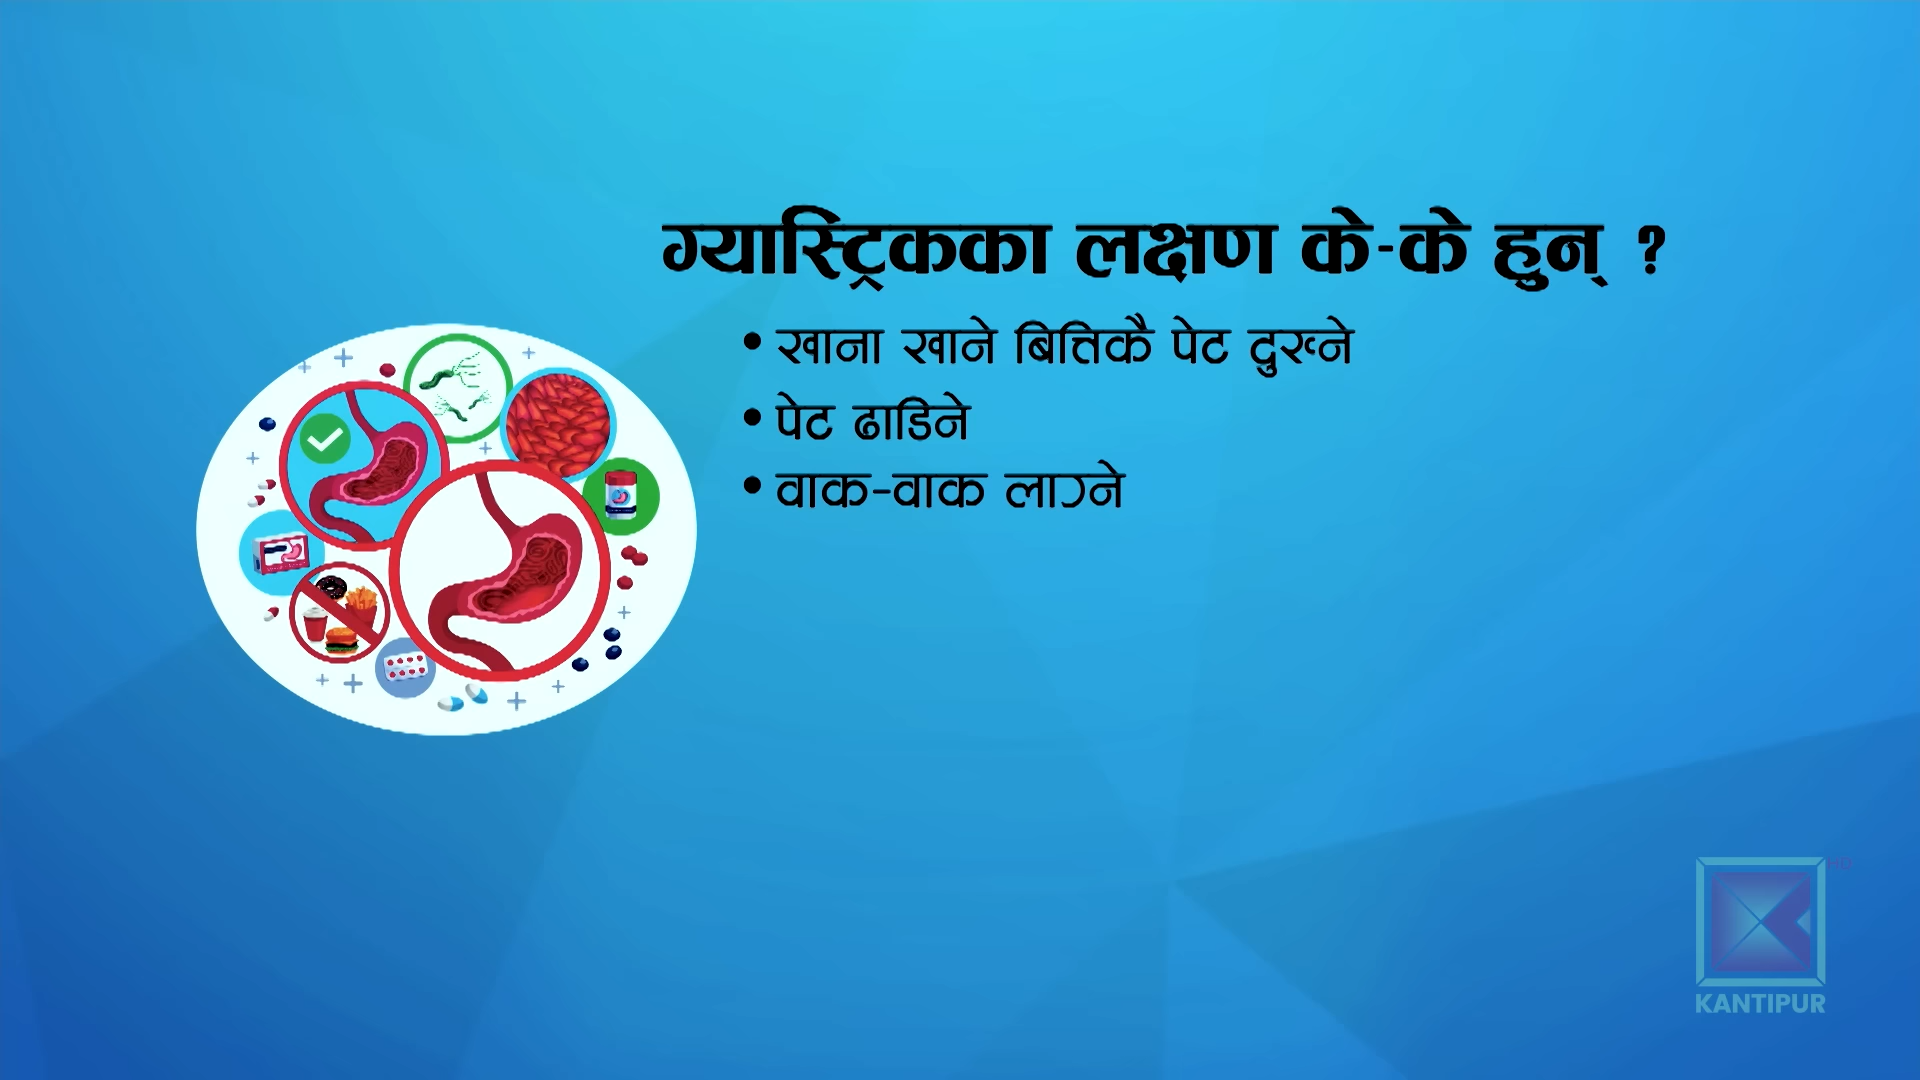 ग्यास्ट्रिकका लक्षण के-के हुन् ?
• खाना खाने बित्तिकै पेट दुख्ने
• पेट ढाडिने
• वाक-वाक लाग्ने
KANTIPUR